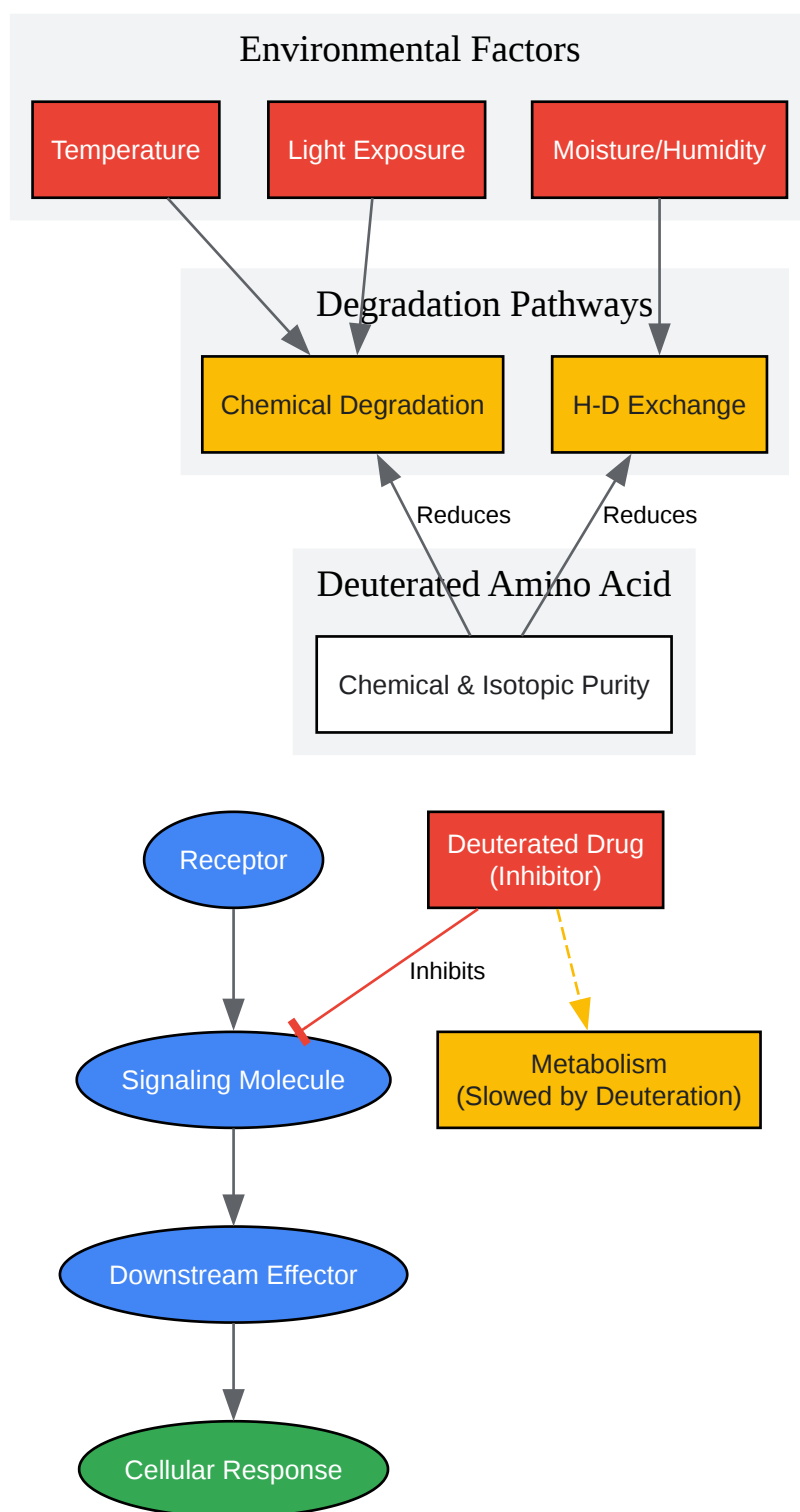 Environmental Factors
Temperature
Light Exposure
Moisture/Humidity
Degradation Pathways
Chemical Degradation
H-D Exchange
Reduces
Reduces
Deuterated Amino Acid
Chemical & Isotopic Purity
Receptor
Deuterated Drug
(Inhibitor)
Inhibits
Signaling Molecule
Metabolism
(Slowed by Deuteration)
Downstream Effector
Cellular Response